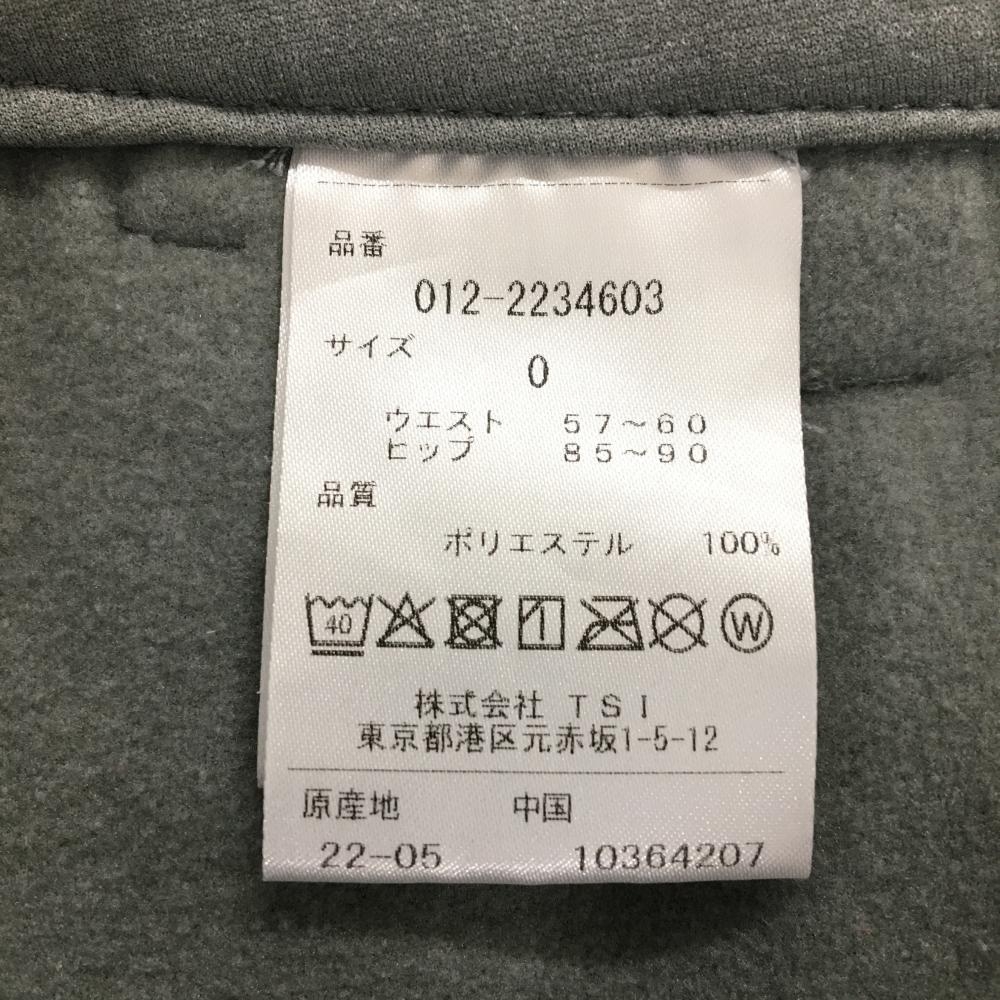 品番
012-2234603
サイズ
0
ウエスト 57~60
ヒップ 85~90
品質
ポリエステル 100%
40 W
株式会社 TSI
東京都港区元赤坂1-5-12
原産地 中国
22-05 10364207